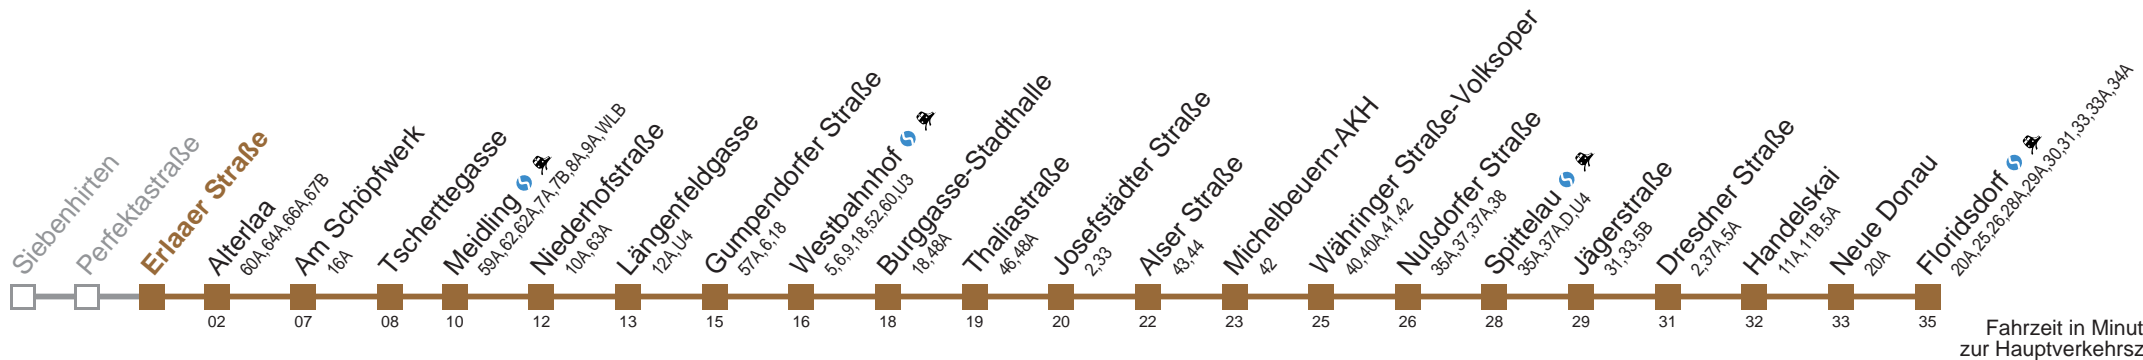 Siebenhirten
Perfektastraße
Erlaaer Straße
Alterlaa
60A,64A,66A,67B
Am Schöpfwerk
16A
Tscherttegasse
Meidling
59A,62,62A,7A,7B,8A,9A,WLB
Niederhofstraße
10A,63A
Längenfeldgasse
12A,U4
Gumpendorfer Straße
57A,6,18
Westbahnhof
5,6,9,18,52,60,U3
Burggasse-Stadthalle
18,48A
Thaliastraße
46,48A
Josefstädter Straße
2,33
Alser Straße
43,44
Michelbeuern-AKH
42
Währinger Straße-Volksoper
40,40A,41,42
Nußdorfer Straße
35A,37,37A,38
Spittelau
35A,37A,D,U4
Jägerstraße
31,33,5B
Dresdner Straße
2,37A,5A
Handelskai
11A,11B,5A
Neue Donau
20A
Floridsdorf
20A,25,26,28A,29A,30,31,33,33A,34A
02 07 08 10 12 13 15 16 18 19 20 22 23 25 26 28 29 31 32 33 35
Fahrzeit in Minut
zur Hauptverkehrsz